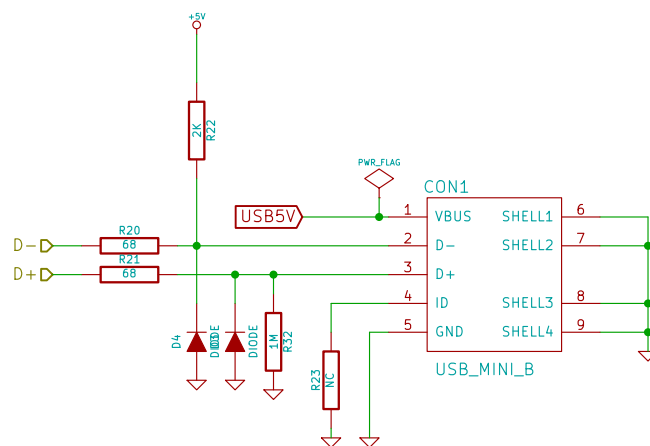 +5V
2K
R22
PWR_FLAG
CON1
USB5V
1
VBUS
SHELL1
6
D-
R20
68
2
D-
SHELL2
7
D+
R21
68
3
D+
4
ID
SHELL3
8
5
GND
SHELL4
9
D4
DIODE
DIODE
1M
R32
R23
NC
USB_MINI_B